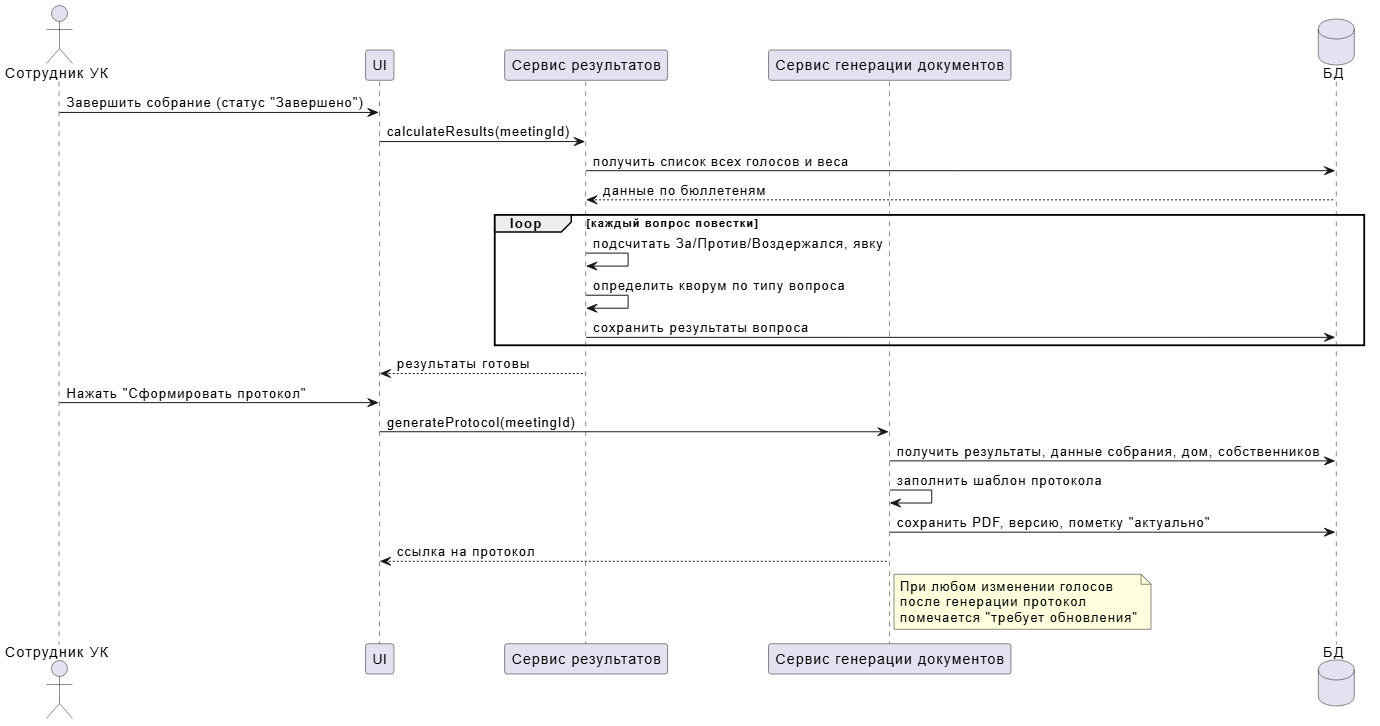 Сотрудник УК
UI
Сервис результатов
Сервис генерации документов
БД
Завершить собрание (статус "Завершено")
calculateResults(meetingId)
получить список всех голосов и веса
данные по бюллетеням
loop
[каждый вопрос повестки]
подсчитать За/Против/Воздержался, явку
определить кворум по типу вопроса
сохранить результаты вопроса
результаты готовы
Нажать "Сформировать протокол"
generateProtocol(meetingId)
получить результаты, данные собрания, дом, собственников
заполнить шаблон протокола
сохранить PDF, версию, пометку "актуально"
ссылка на протокол
При любом изменении голосов
после генерации протокол
помечается "требует обновления"
Сотрудник УК
UI
Сервис результатов
Сервис генерации документов
БД